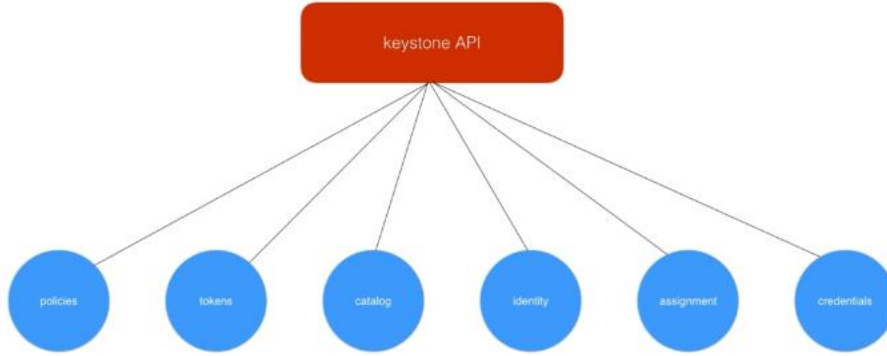 keystone API
policies
tokens
catalog
identity
assignment
credentials